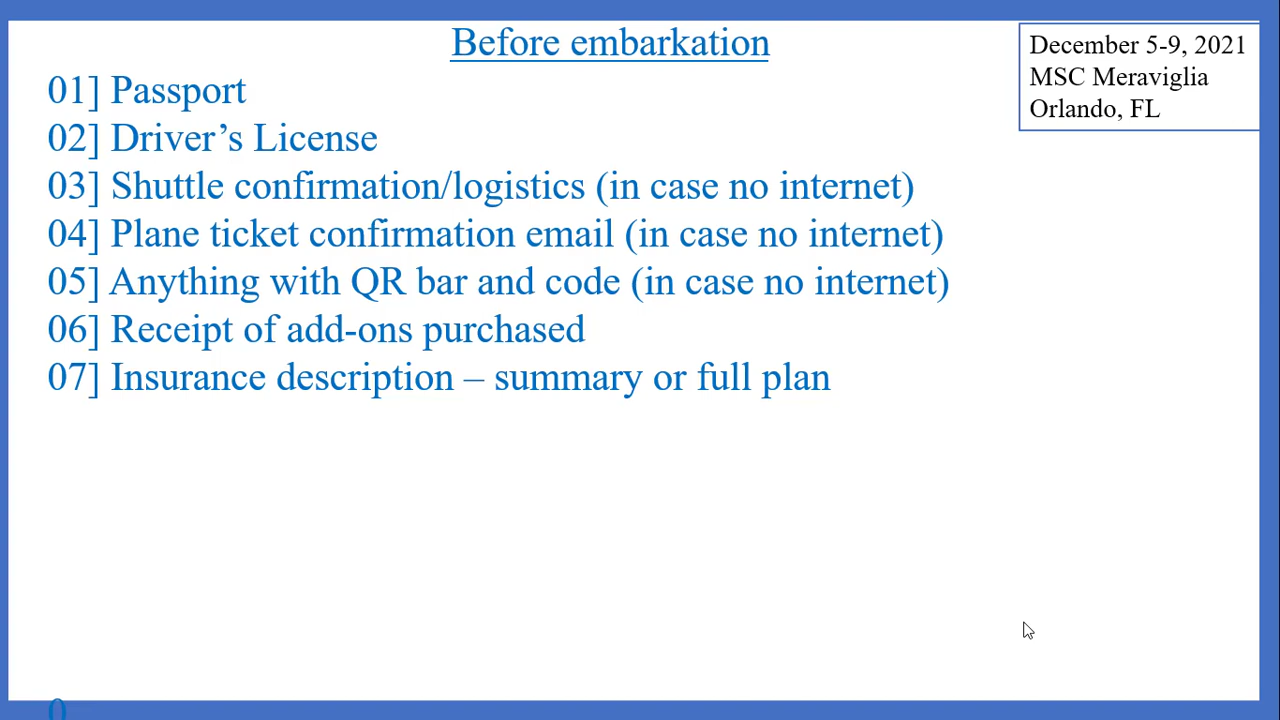 Before embarkation
December 5-9, 2021
MSC Meraviglia
Orlando, FL
01] Passport
02] Driver’s License
03] Shuttle confirmation/logistics (in case no internet)
04] Plane ticket confirmation email (in case no internet)
05] Anything with QR bar and code (in case no internet)
06] Receipt of add-ons purchased
07] Insurance description – summary or full plan
0